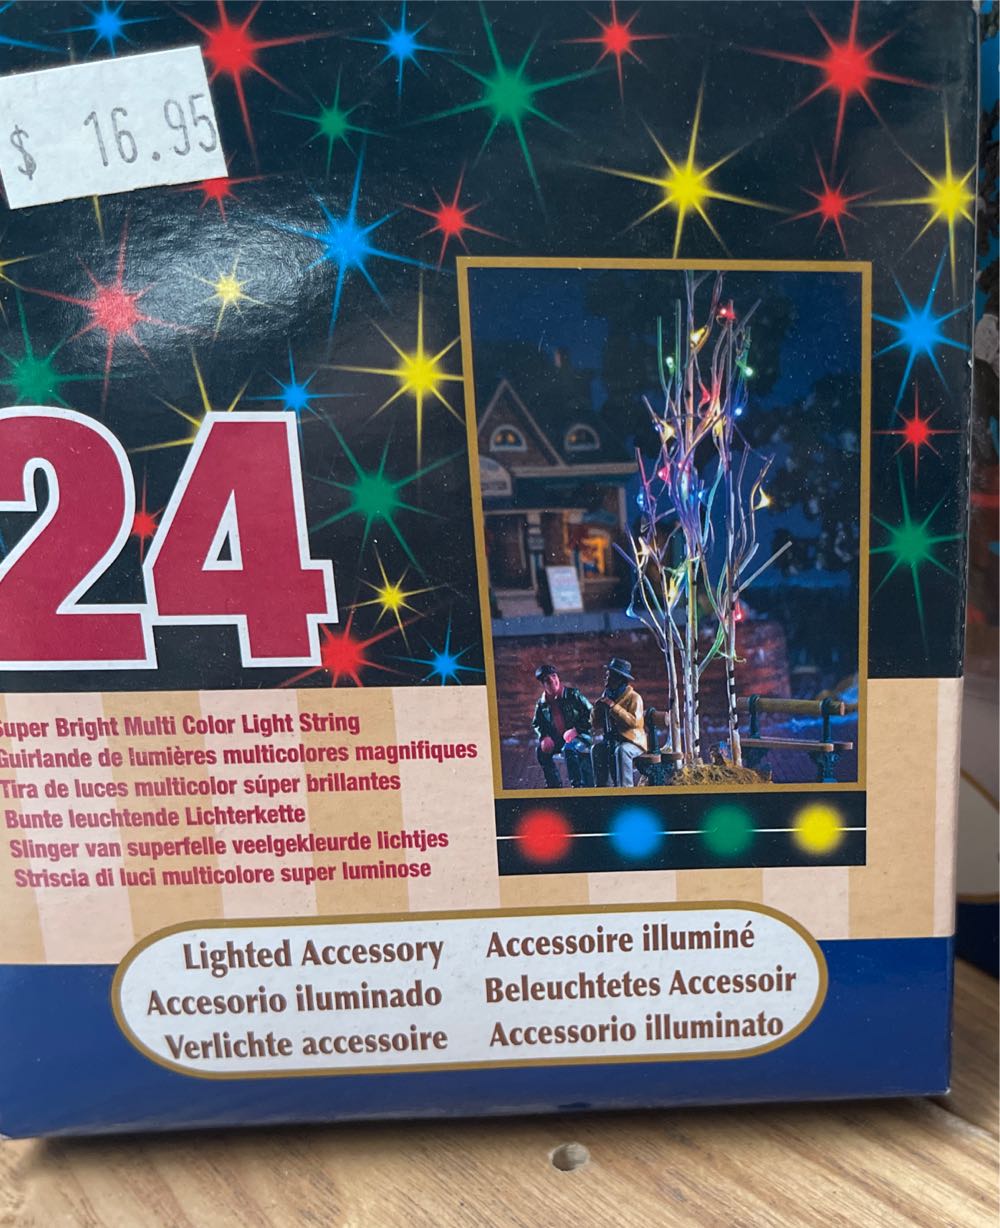 $ 16.95
24
Super Bright Multi Color Light String
Guirlande de lumières multicolores magnifiques
Tira de luces multicolor súper brillantes
Bunte leuchtende Lichterkette
Slinger van superfelle veelgekleurde lichtjes
Striscia di luci multicolore super luminose
Lighted Accessory
Accessoire illuminé
Accesorio iluminado
Beleuchtetes Accessoir
Verlichte accessoire
Accessorio illuminato